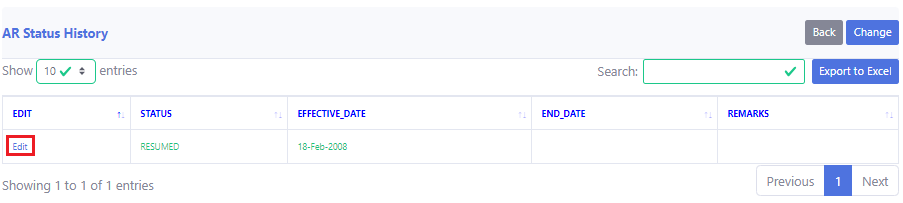 AR Status History Back Change
Show 10 entries Search: Export to Excel
EDIT STATUS EFFECTIVE_DATE END_DATE REMARKS
Edit RESUMED 18-Feb-2008
Showing 1 to 1 of 1 entries Previous 1 Next